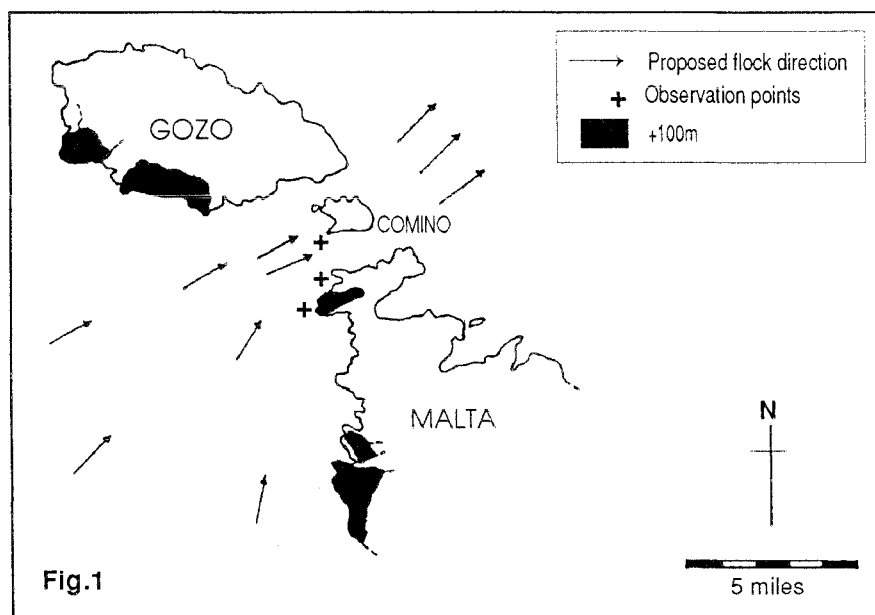 Proposed flock direction
Observation points
+100m
GOZO
COMINO
MALTA
N
5 miles
Fig.1